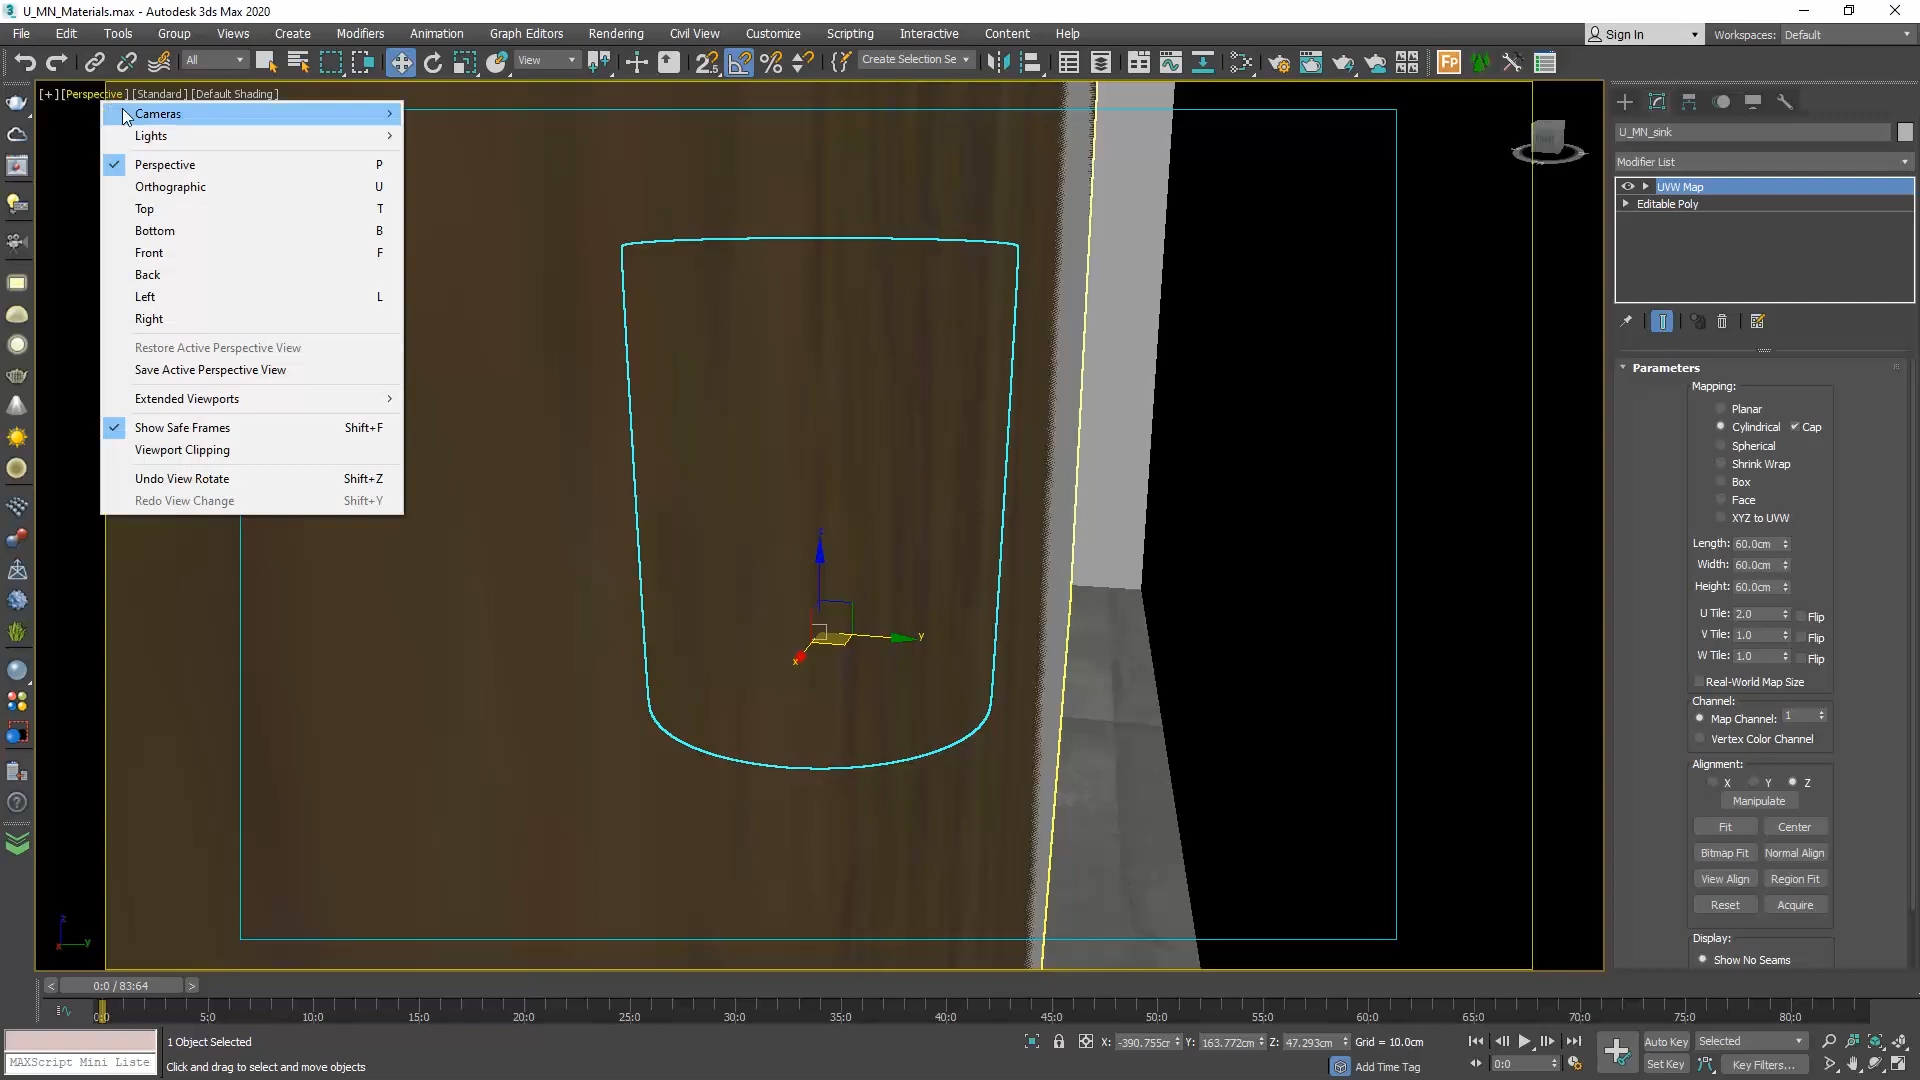 U_MN_Materials.max - Autodesk 3ds Max 2020
File Edit Tools Group Views Create Modifiers Animation Graph Editors Rendering Civil View Customize Scripting Interactive Content Help
Sign In Workspaces: Default
All View Create Selection Se
[+] [Perspective ] [Standard ] [Default Shading ]
Cameras
Lights
Perspective P
Orthographic U
Top T
Bottom B
Front F
Back
Left L
Right
Restore Active Perspective View
Save Active Perspective View
Extended Viewports
Show Safe Frames Shift+F
Viewport Clipping
Undo View Rotate Shift+Z
Redo View Change Shift+Y
z
y
x
z
y
x
U_MN_sink
Modifier List
UVW Map
Editable Poly
Parameters
Mapping:
Planar
Cylindrical Cap
Spherical
Shrink Wrap
Box
Face
XYZ to UVW
Length: 60.0cm
Width: 60.0cm
Height: 60.0cm
U Tile: 2.0 Flip
V Tile: 1.0 Flip
W Tile: 1.0 Flip
Real-World Map Size
Channel:
Map Channel: 1
Vertex Color Channel
Alignment:
X Y Z
Manipulate
Fit Center
Bitmap Fit Normal Align
View Align Region Fit
Reset Acquire
Display:
Show No Seams
< 0:0 / 83:64 >
0:0 5:0 10:0 15:0 20:0 25:0 30:0 35:0 40:0 45:0 50:0 55:0 60:0 65:0 70:0 75:0 80:0
1 Object Selected
X: -390.755cr Y: 163.772cm Z: 47.293cm Grid = 10.0cm
Auto Key Selected
MAXScript Mini Liste
Click and drag to select and move objects
Add Time Tag
0:0
Set Key Key Filters...